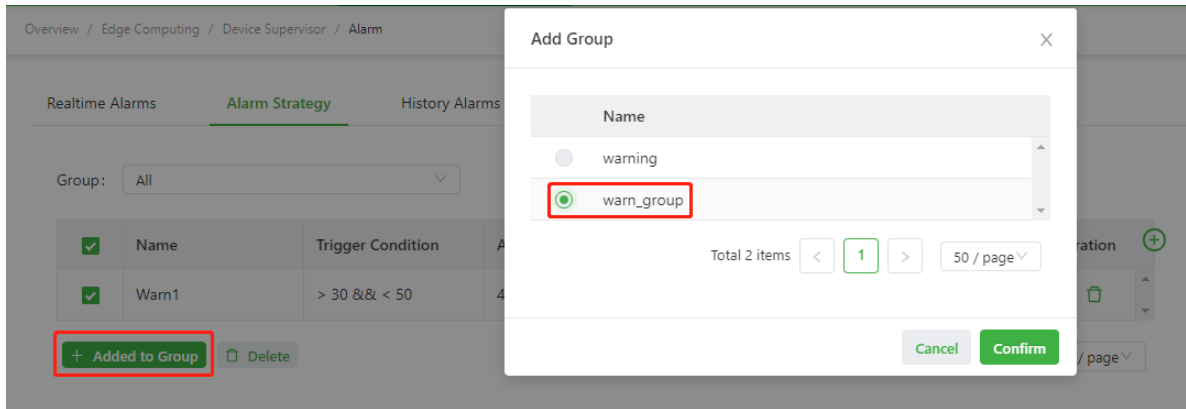 Overview / Edge Computing / Device Supervisor / Alarm
Realtime Alarms Alarm Strategy History Alarms
Group: All
Name Trigger Condition A
Warn1 > 30 && < 50 4
+ Added to Group Delete
Add Group
Name
warning
warn_group
Total 2 items < 1 > 50 / page
Cancel Confirm
ration
/ page